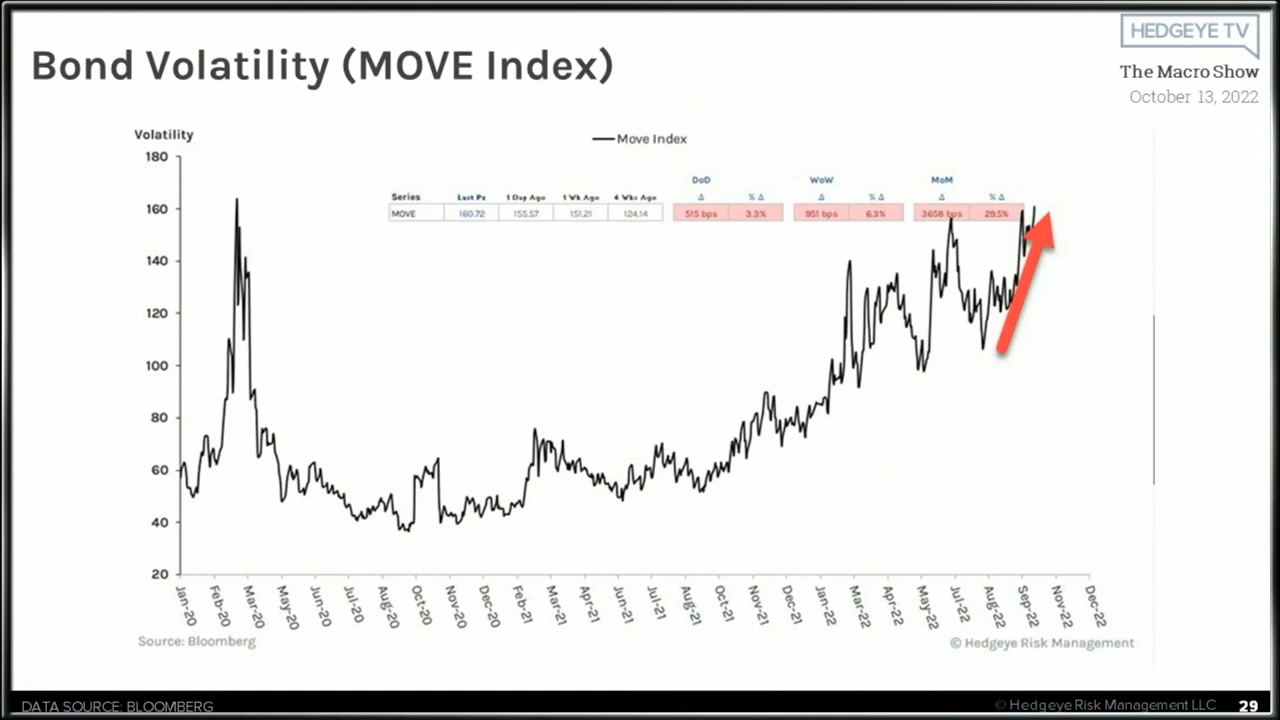 HEDGEYE TV
Bond Volatility (MOVE Index)
The Macro Show
October 13, 2022
Volatility
Move Index
DoD WoW MoM
Series Last Px 1 Day Ago 1 Wk Ago 4 Wks Ago Δ % Δ Δ % Δ Δ % Δ
MOVE 160.72 155.57 151.21 124.14 515 bps 3.3% 951 bps 6.3% 3658 bps 29.5%
180
160
140
120
100
80
60
40
20
Jan-20 Feb-20 Mar-20 May-20 Jun-20 Jul-20 Aug-20 Oct-20 Nov-20 Dec-20 Feb-21 Mar-21 Apr-21 Jun-21 Jul-21 Aug-21 Oct-21 Nov-21 Dec-21 Jan-22 Mar-22 Apr-22 May-22 Jul-22 Aug-22 Sep-22 Nov-22 Dec-22
Source: Bloomberg
© Hedgeye Risk Management
DATA SOURCE: BLOOMBERG
© Hedgeye Risk Management LLC 29